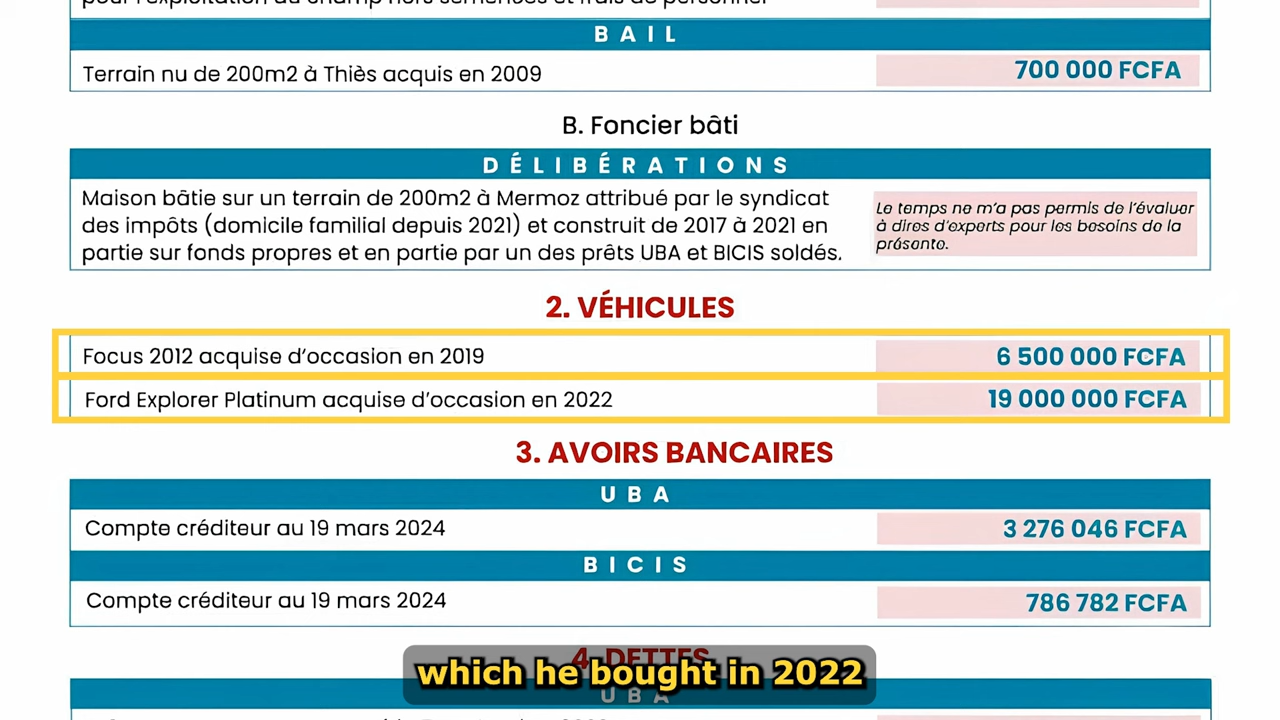 BAIL
Terrain nu de 200m2 à Thiès acquis en 2009
700 000 FCFA
B. Foncier bâti
DÉLIBÉRATIONS
Maison bâtie sur un terrain de 200m2 à Mermoz attribué par le syndicat
des impôts (domicile familial depuis 2021) et construit de 2017 à 2021 en
partie sur fonds propres et en partie par un des prêts UBA et BICIS soldés.
Le temps ne m'a pas permis de l'évaluer
à dires d'experts pour les besoins de la
présente.
2. VÉHICULES
Focus 2012 acquise d'occasion en 2019
6 500 000 FCFA
Ford Explorer Platinum acquise d'occasion en 2022
19 000 000 FCFA
3. AVOIRS BANCAIRES
UBA
Compte créditeur au 19 mars 2024
3 276 046 FCFA
BICIS
Compte créditeur au 19 mars 2024
786 782 FCFA
4. DETTES
which he bought in 2022
UBA